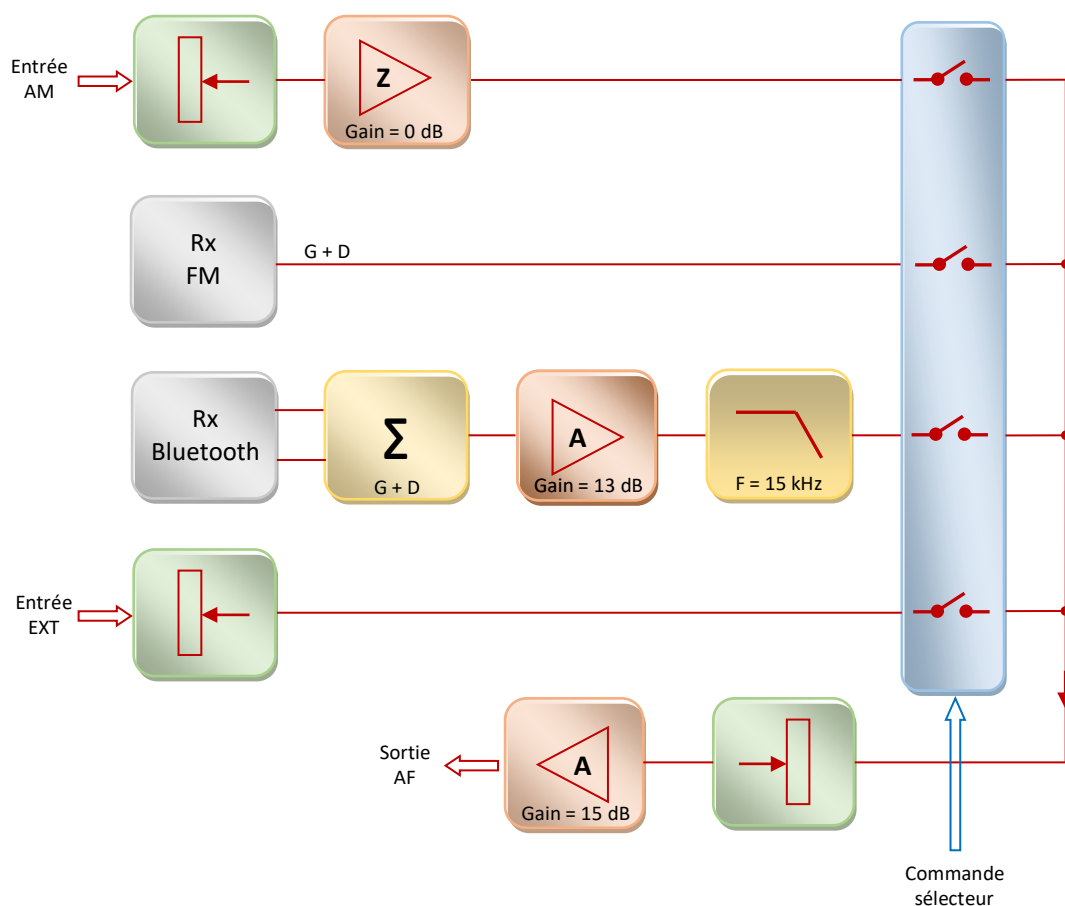 Entrée
AM
Z
Gain = 0 dB
Rx
FM
G + D
Rx
Bluetooth
Σ
G + D
A
Gain = 13 dB
F = 15 kHz
Entrée
EXT
Sortie
AF
A
Gain = 15 dB
Commande
sélecteur